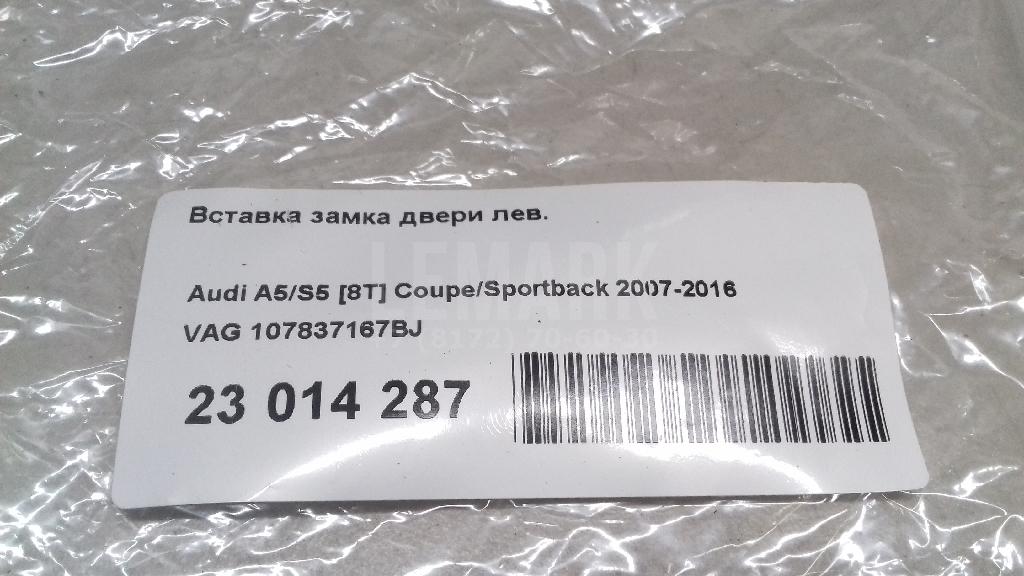 Вставка замка двери лев.
LEMARK
Audi A5/S5 [8T] Coupe/Sportback 2007-2016
VAG 107837167BJ
(8172) 70-60-30
23 014 287